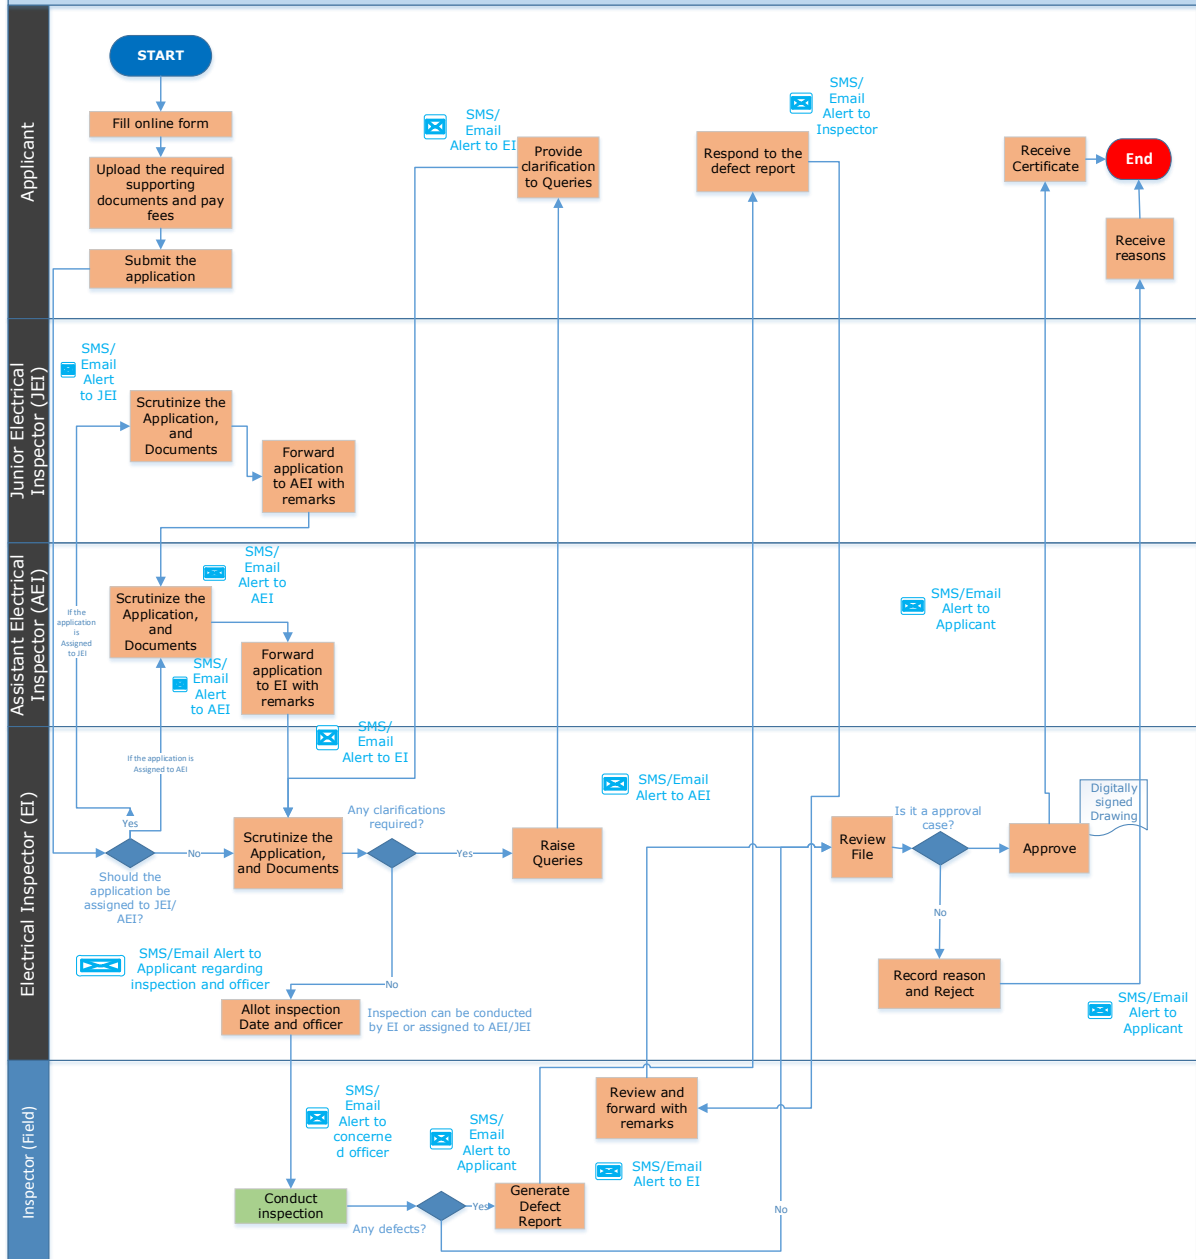 Applicant
START
Fill online form
Upload the required
supporting
documents and pay
fees
Submit the
application
SMS/
Email
Alert to EI
Provide
clarification
to Queries
SMS/
Email
Alert to
Inspector
Respond to the
defect report
Receive
Certificate
End
Receive
reasons
Junior Electrical
Inspector (JEI)
SMS/
Email
Alert
to JEI
Scrutinize the
Application,
and
Documents
Forward
application
to AEI with
remarks
Assistant Electrical
Inspector (AEI)
SMS/
Email
Alert to
AEI
Scrutinize the
Application,
and
Documents
If the
application
is
Assigned
to JEI
SMS/
Email
Alert
to AEI
Forward
application
to EI with
remarks
SMS/Email
Alert to
Applicant
Electrical Inspector (EI)
SMS/
Email
Alert to EI
If the application is
Assigned to AEI
SMS/Email
Alert to AEI
Yes
No
Should the
application be
assigned to JEI/
AEI?
Scrutinize the
Application,
and Documents
Any clarifications
required?
Yes
Raise
Queries
Review
File
Is it a approval
case?
Approve
Digitally
signed
Drawing
No
Record reason
and Reject
SMS/Email
Alert to
Applicant
SMS/Email Alert to
Applicant regarding
inspection and officer
No
Allot inspection
Date and officer
Inspection can be conducted
by EI or assigned to AEI/JEI
Inspector (Field)
SMS/
Email
Alert to
concerne
d officer
SMS/
Email
Alert to
Applicant
Review and
forward with
remarks
SMS/Email
Alert to EI
Conduct
inspection
Any defects?
Yes
Generate
Defect
Report
No